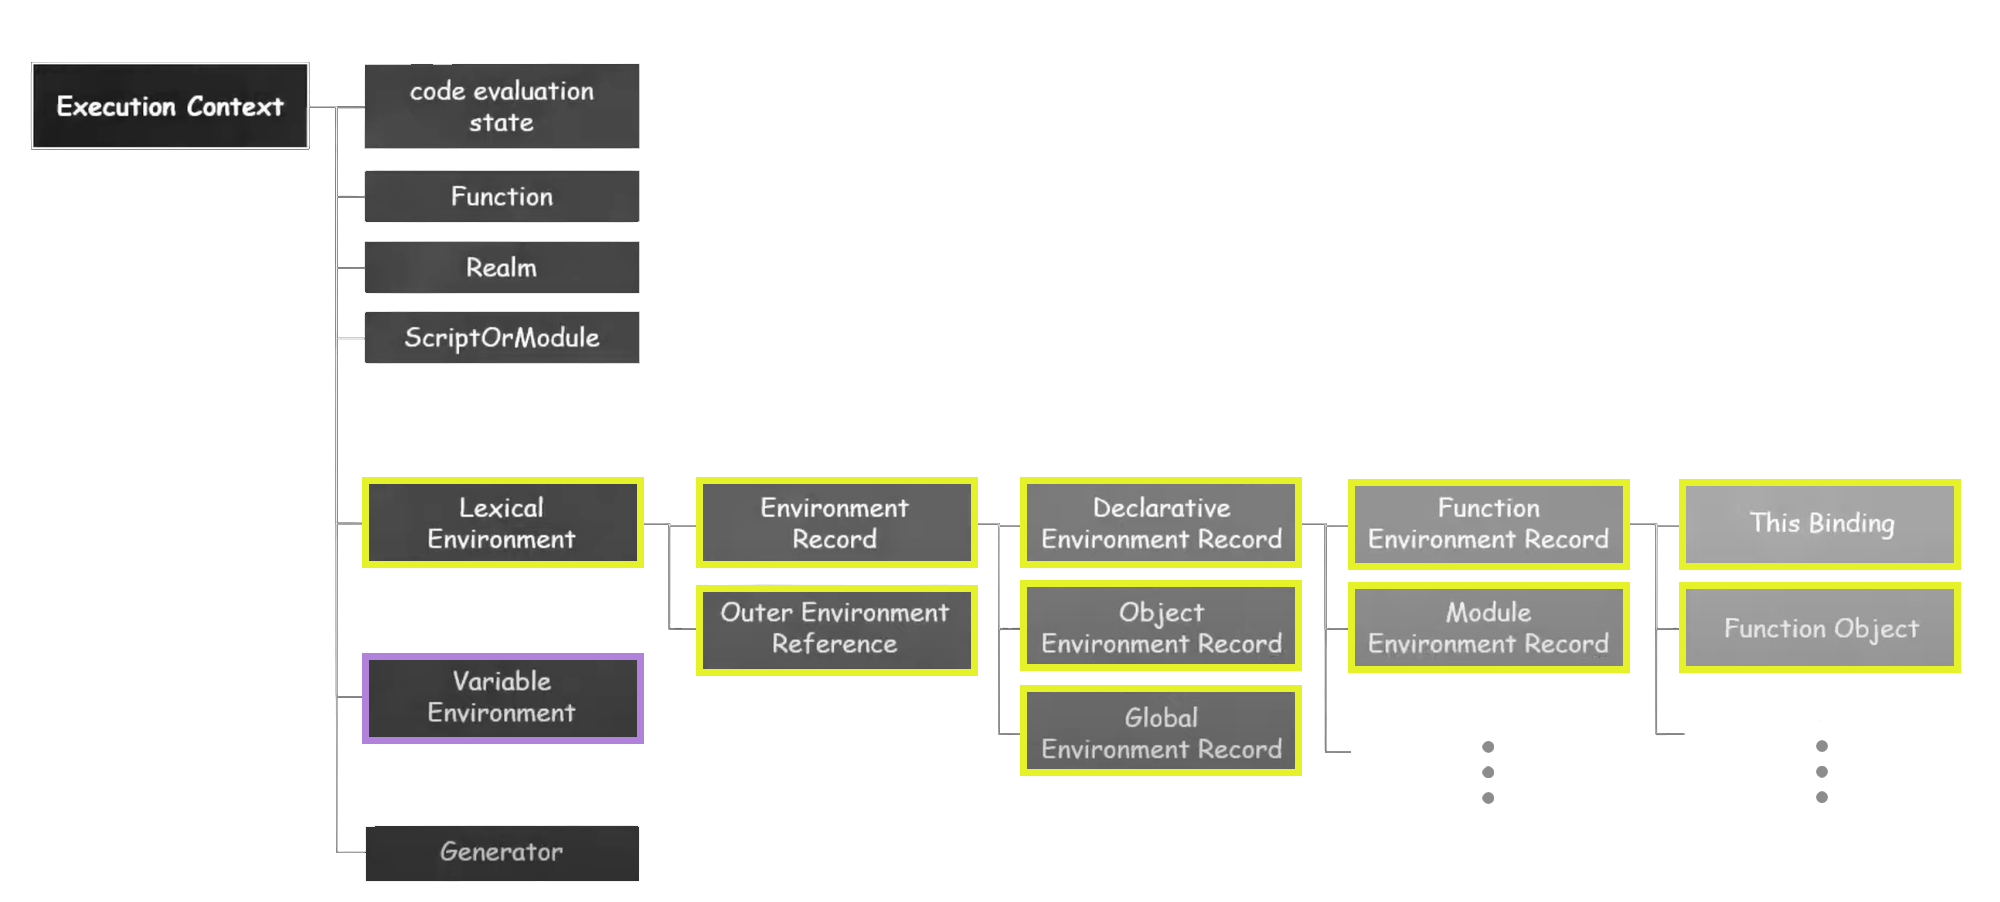 Execution Context
code evaluation
state
Function
Realm
ScriptOrModule
Lexical
Environment
Environment
Record
Outer Environment
Reference
Declarative
Environment Record
Object
Environment Record
Global
Environment Record
Function
Environment Record
Module
Environment Record
This Binding
Function Object
Variable
Environment
Generator